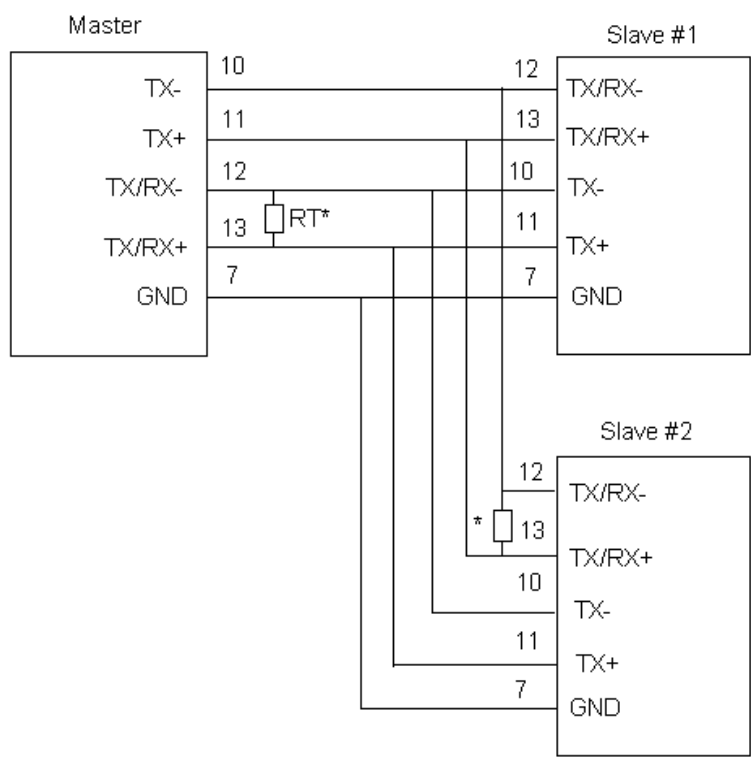 Master
Slave #1
10
12
TX-
TX/RX-
11
13
TX+
TX/RX+
12
10
TX/RX-
TX-
RT*
13
11
TX/RX+
TX+
7
7
GND
GND
Slave #2
12
TX/RX-
*
13
TX/RX+
10
TX-
11
TX+
7
GND